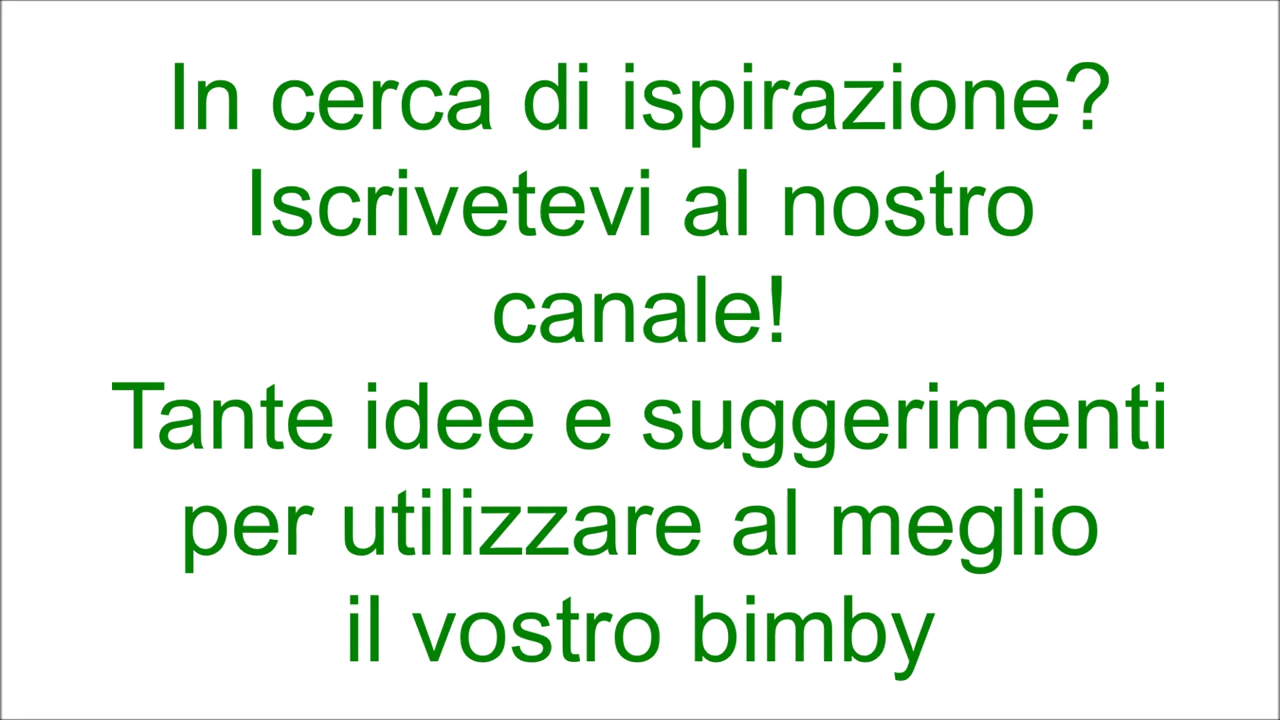 In cerca di ispirazione?
Iscrivetevi al nostro
canale!
Tante idee e suggerimenti
per utilizzare al meglio
il vostro bimby